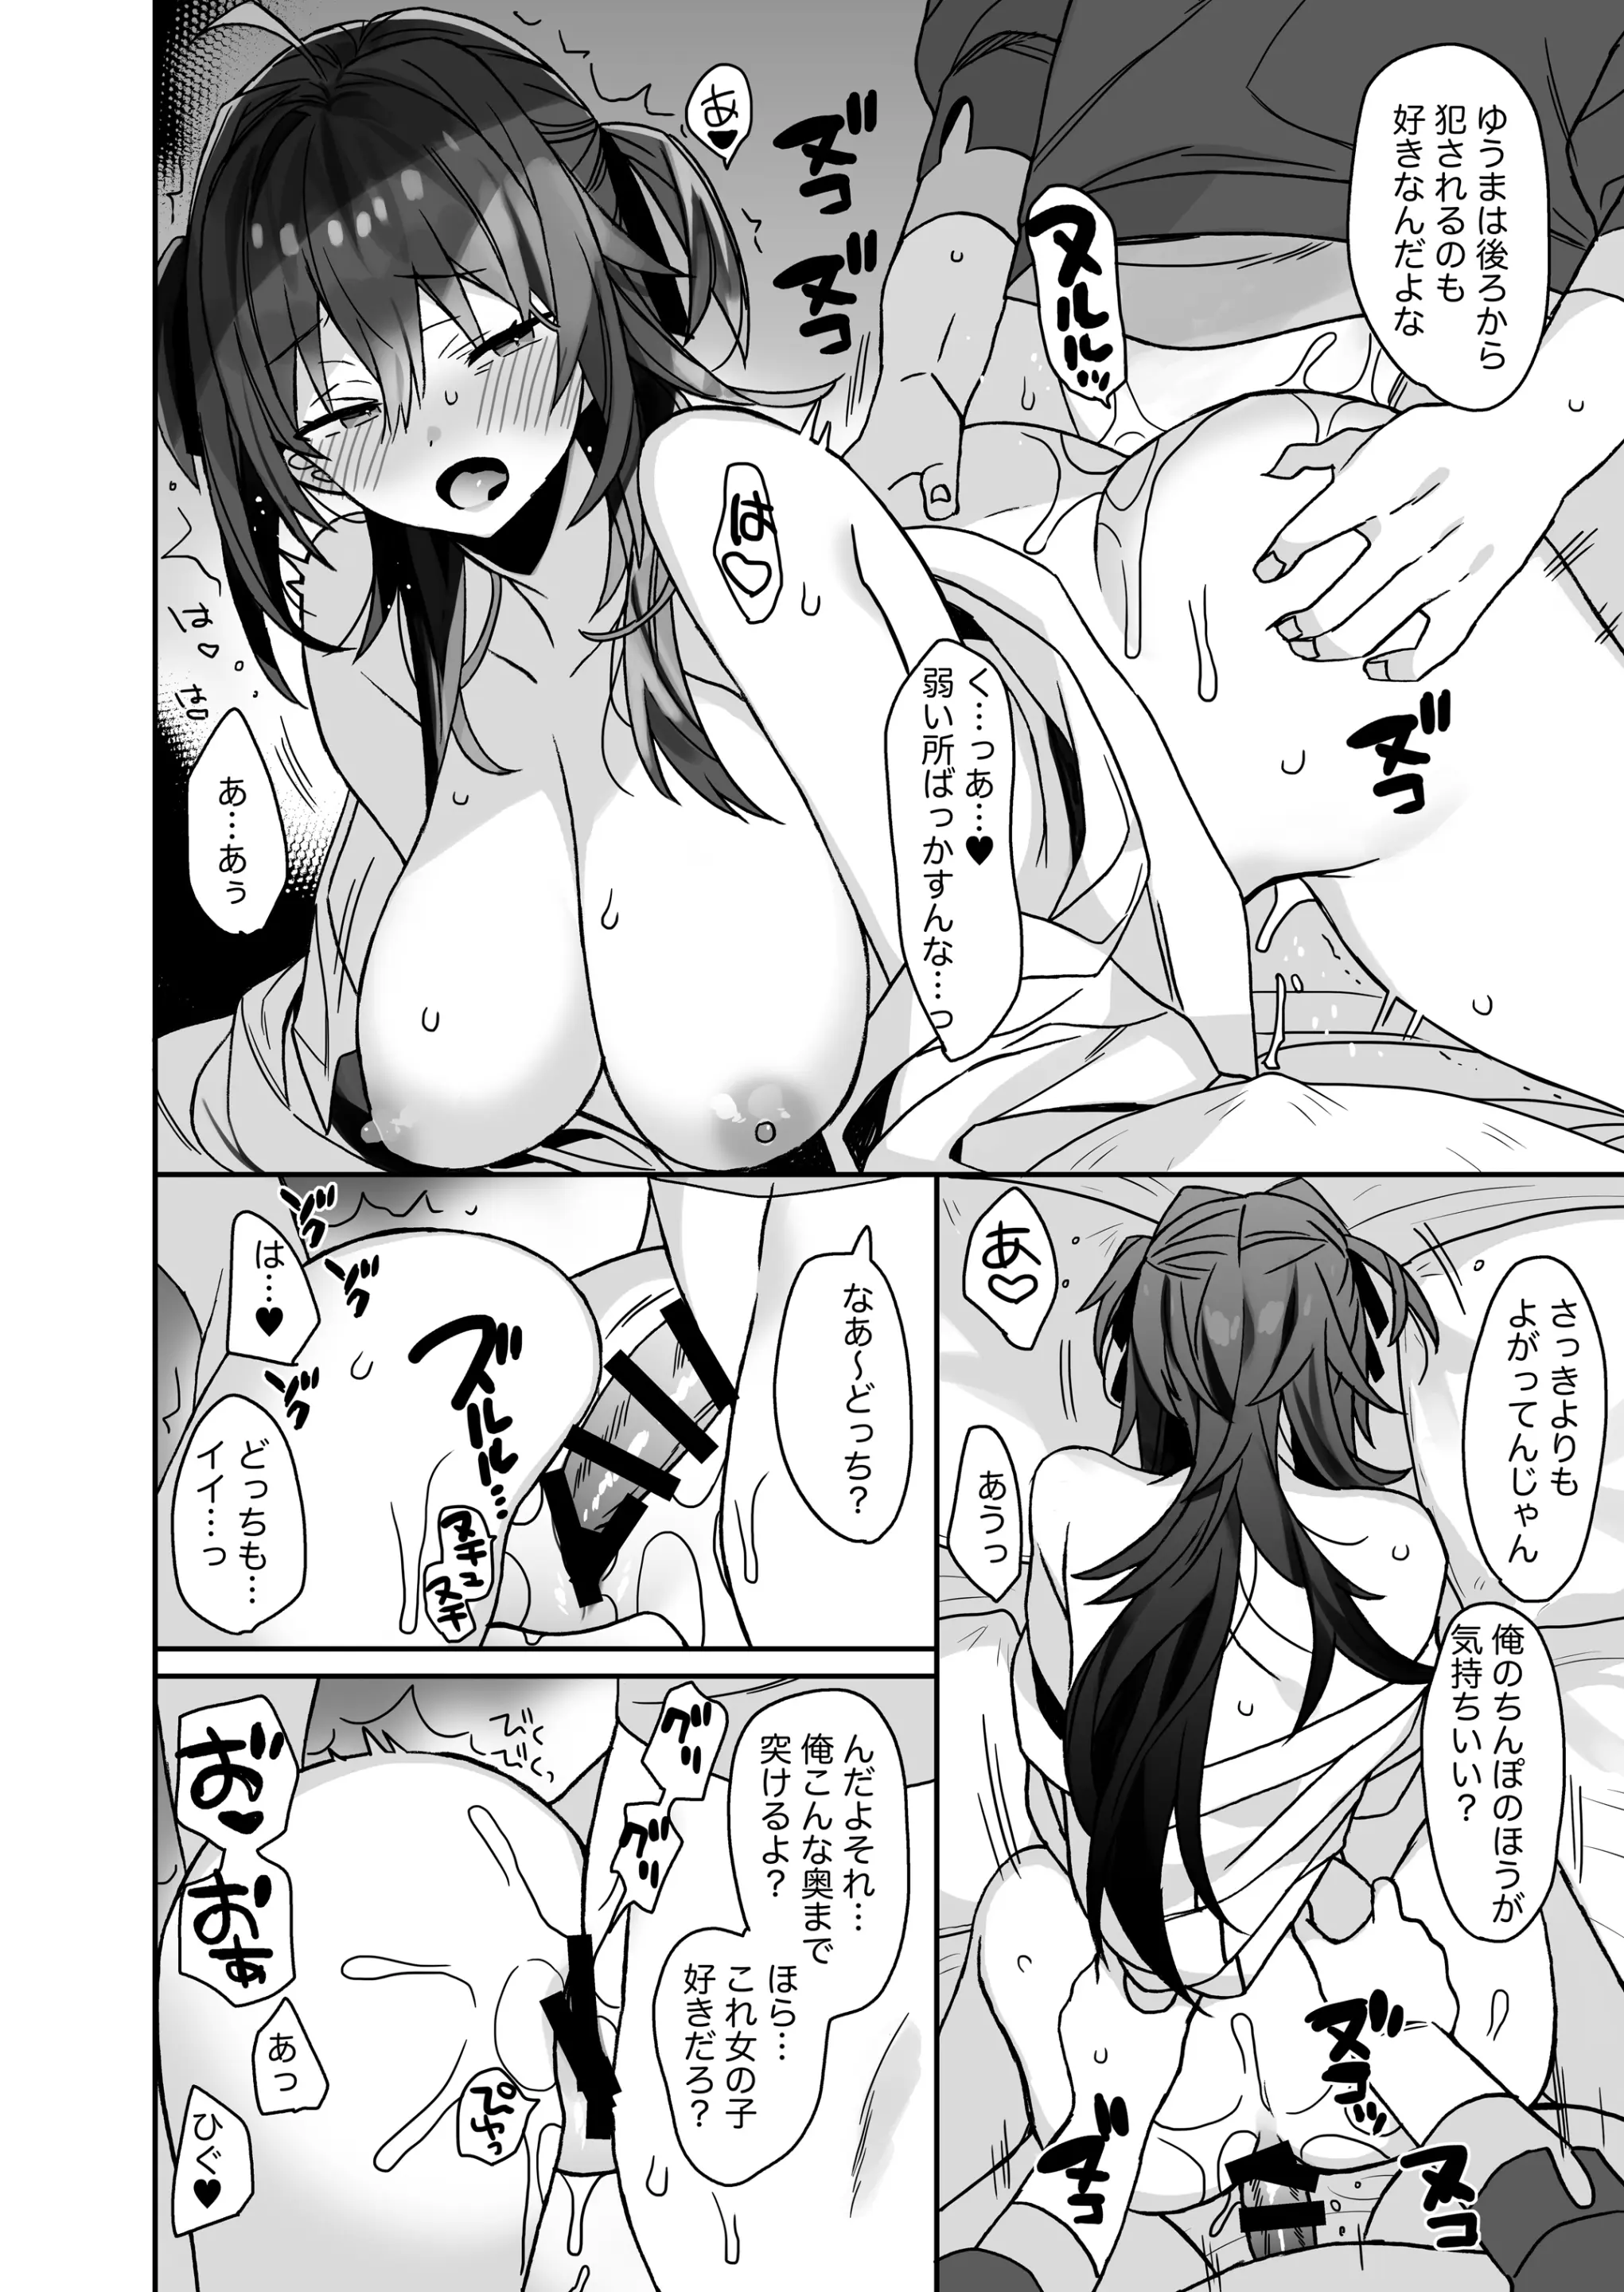 ゆうまは後ろから
犯されるのも
好きなんだよな
ヌルルッ
ヌ゙コ
ヌ゙ヌ゙コ
あ♥
は♡
く…っあ…♥
弱い所ばっかすんな…っ
ヌ゙コ
は♡
は
あ…あぅ
さっきよりも
よがってんじゃん
俺のちんぽのほうが
気持ちいい？
あ♡
あうっ
ヌ゙コッ
ヌ゙コ
ヌコ
なあ～どっち？
ゾク
ゾク
ゾク
は…♥
ズルルル…
どっちも…
イイ…っ
ヌチュ
ヌチ
んだよそれ…
俺こんな奥まで
突けるよ？
ほら…
これ女の子
好きだろ？
グリ
グリ
びく
びく
お♥
おぉ
あっ
ぴゅっ
ひぐ♥